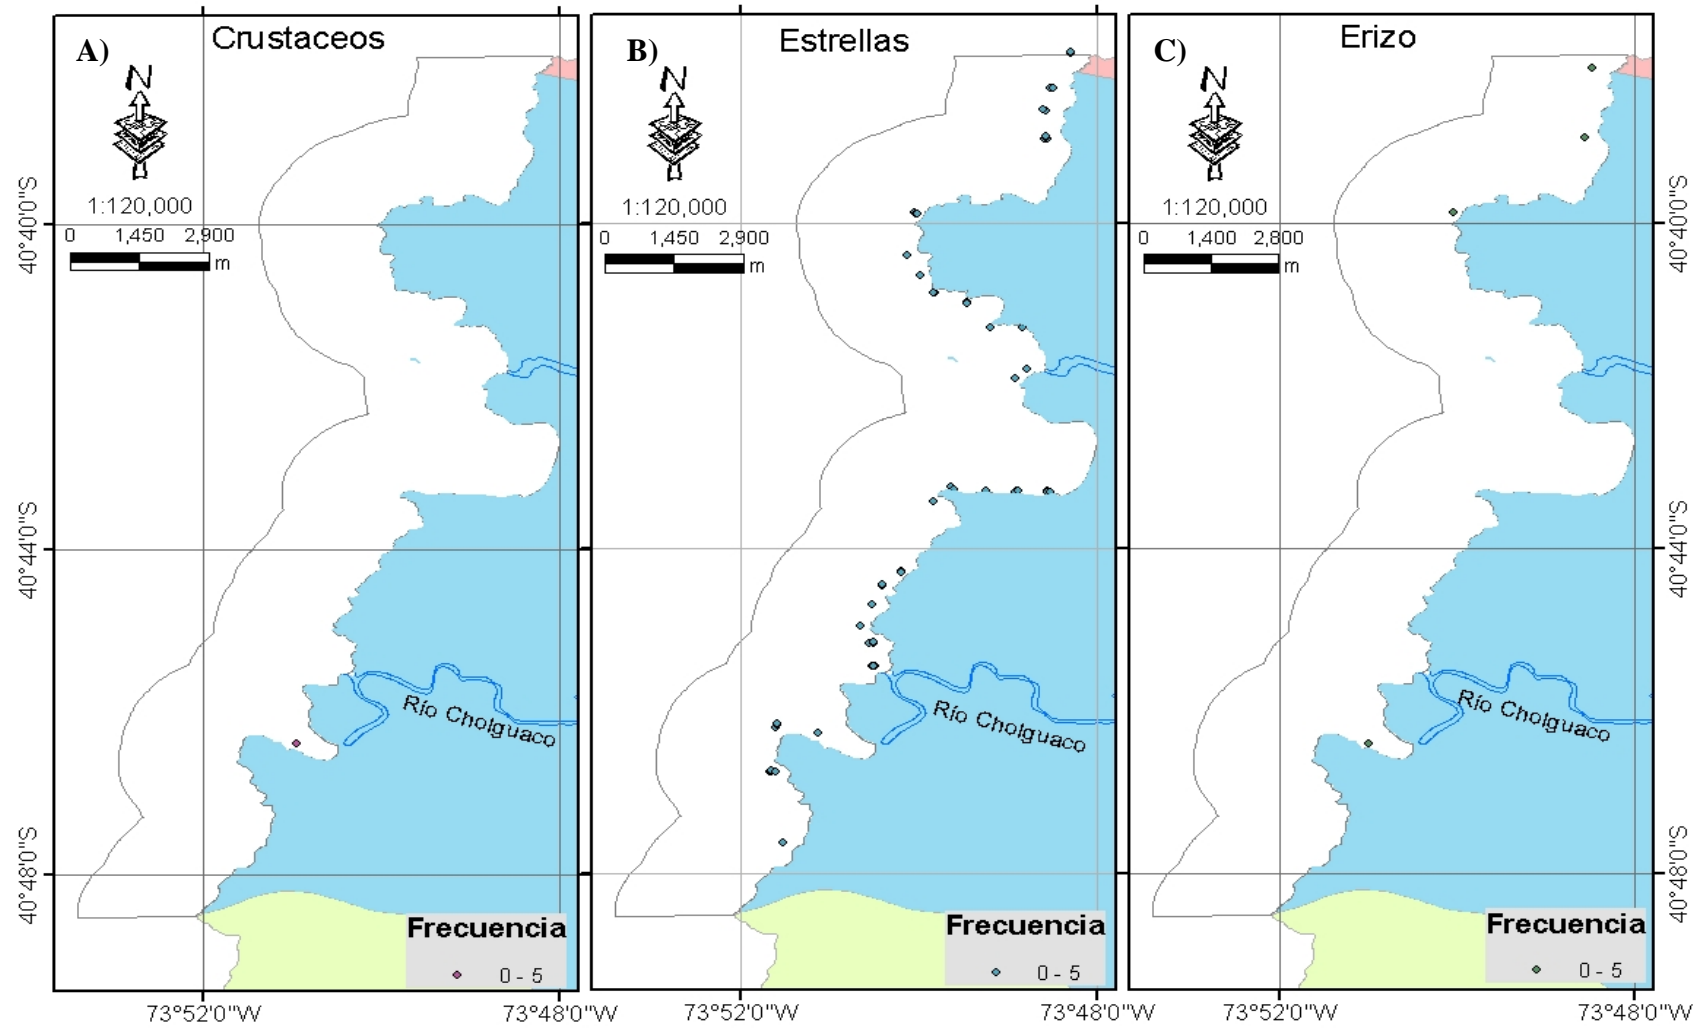 A)
Crustaceos
N
1:120,000
0 1,450 2,900
m
Río Cholguaco
Frecuencia
0 - 5
B)
Estrellas
N
1:120,000
0 1,450 2,900
m
Río Cholguaco
Frecuencia
0 - 5
C)
Erizo
N
1:120,000
0 1,400 2,800
m
Río Cholguaco
Frecuencia
0 - 5
40°40'0"S
40°44'0"S
40°48'0"S
40°40'0"S
40°44'0"S
40°48'0"S
73°52'0"W 73°48'0"W 73°52'0"W 73°48'0"W 73°52'0"W 73°48'0"W